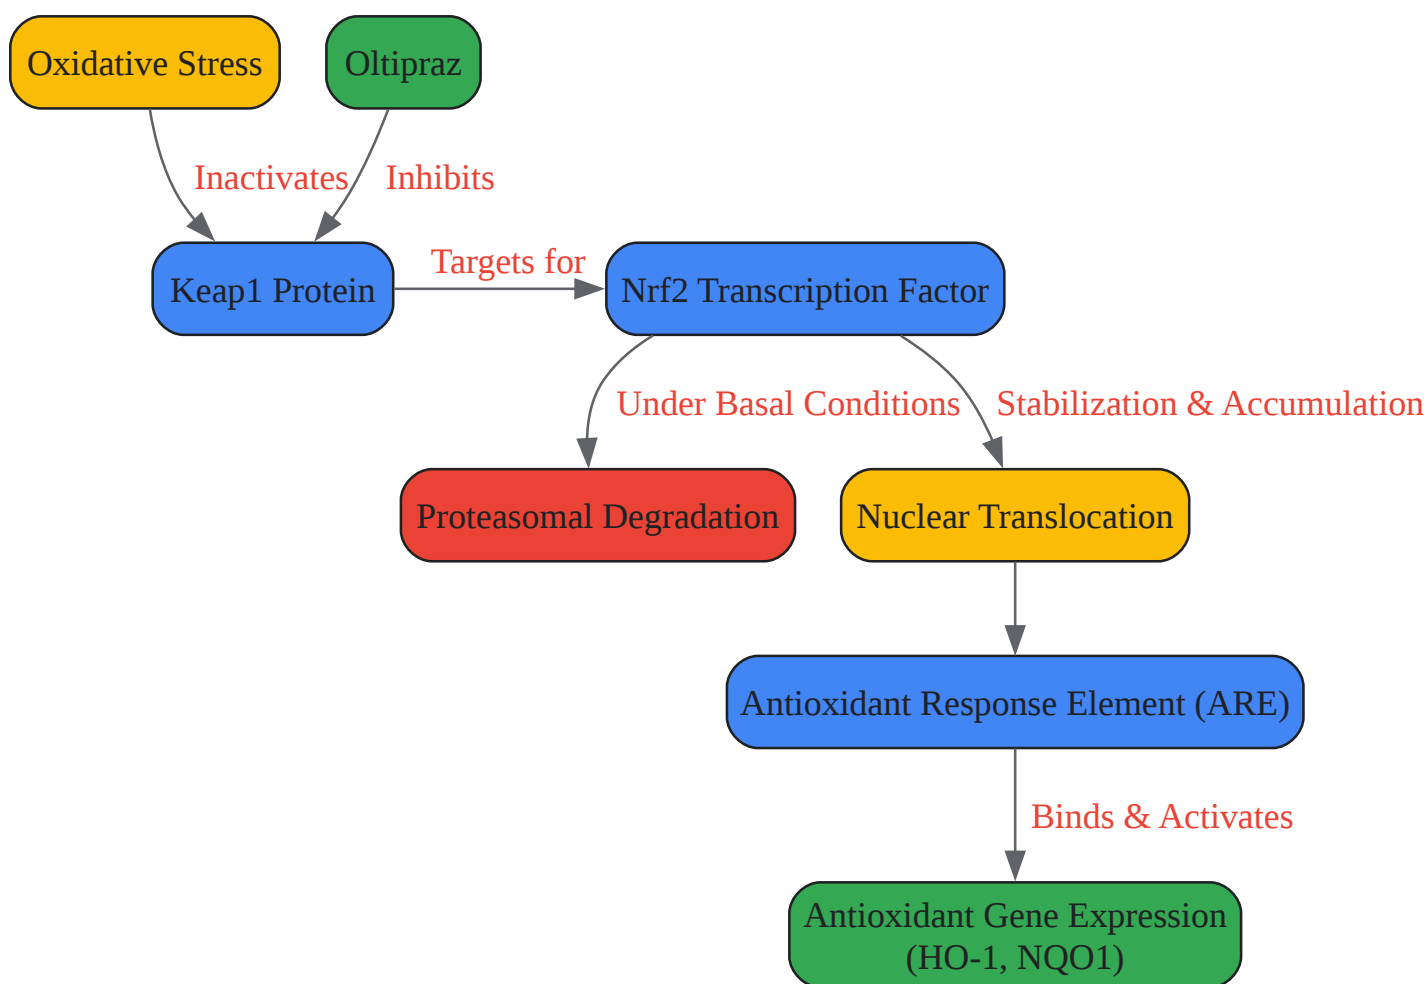 Oxidative Stress
Oltipraz
Inactivates
Inhibits
Targets for
Keap1 Protein
Nrf2 Transcription Factor
Under Basal Conditions
Stabilization & Accumulation
Proteasomal Degradation
Nuclear Translocation
Antioxidant Response Element (ARE)
Binds & Activates
Antioxidant Gene Expression
(HO-1, NQO1)